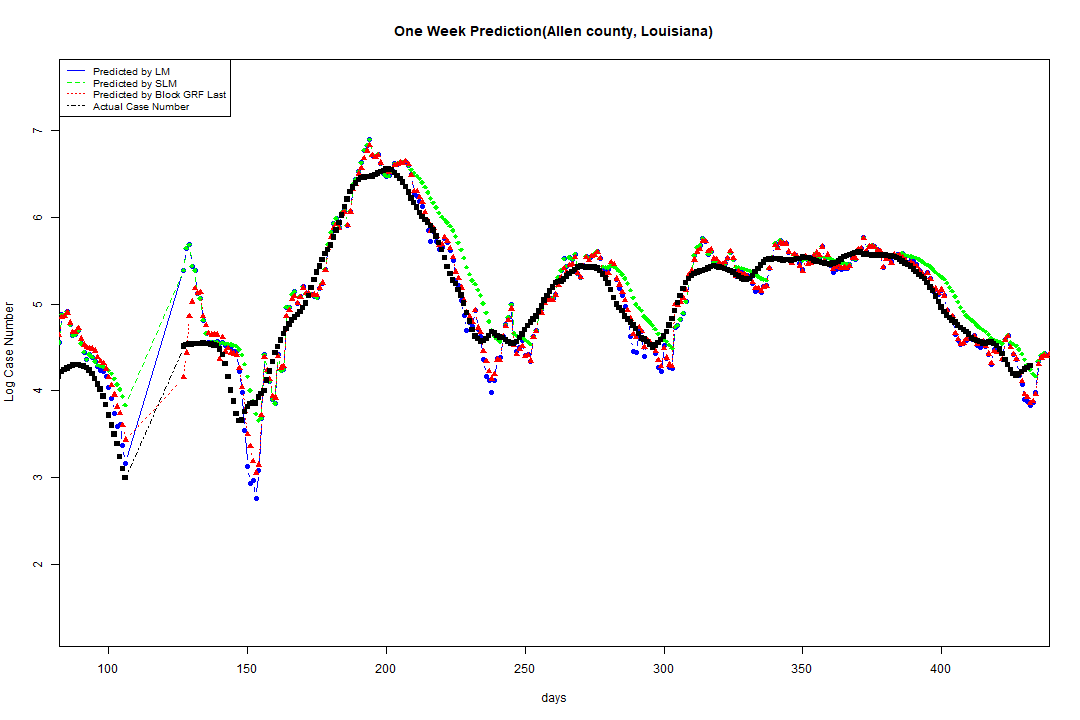 One Week Prediction(Allen county, Louisiana)
Predicted by LM
Predicted by SLM
Predicted by Block GRF Last
Actual Case Number
7
6
5
4
3
2
Log Case Number
100 150 200 250 300 350 400
days